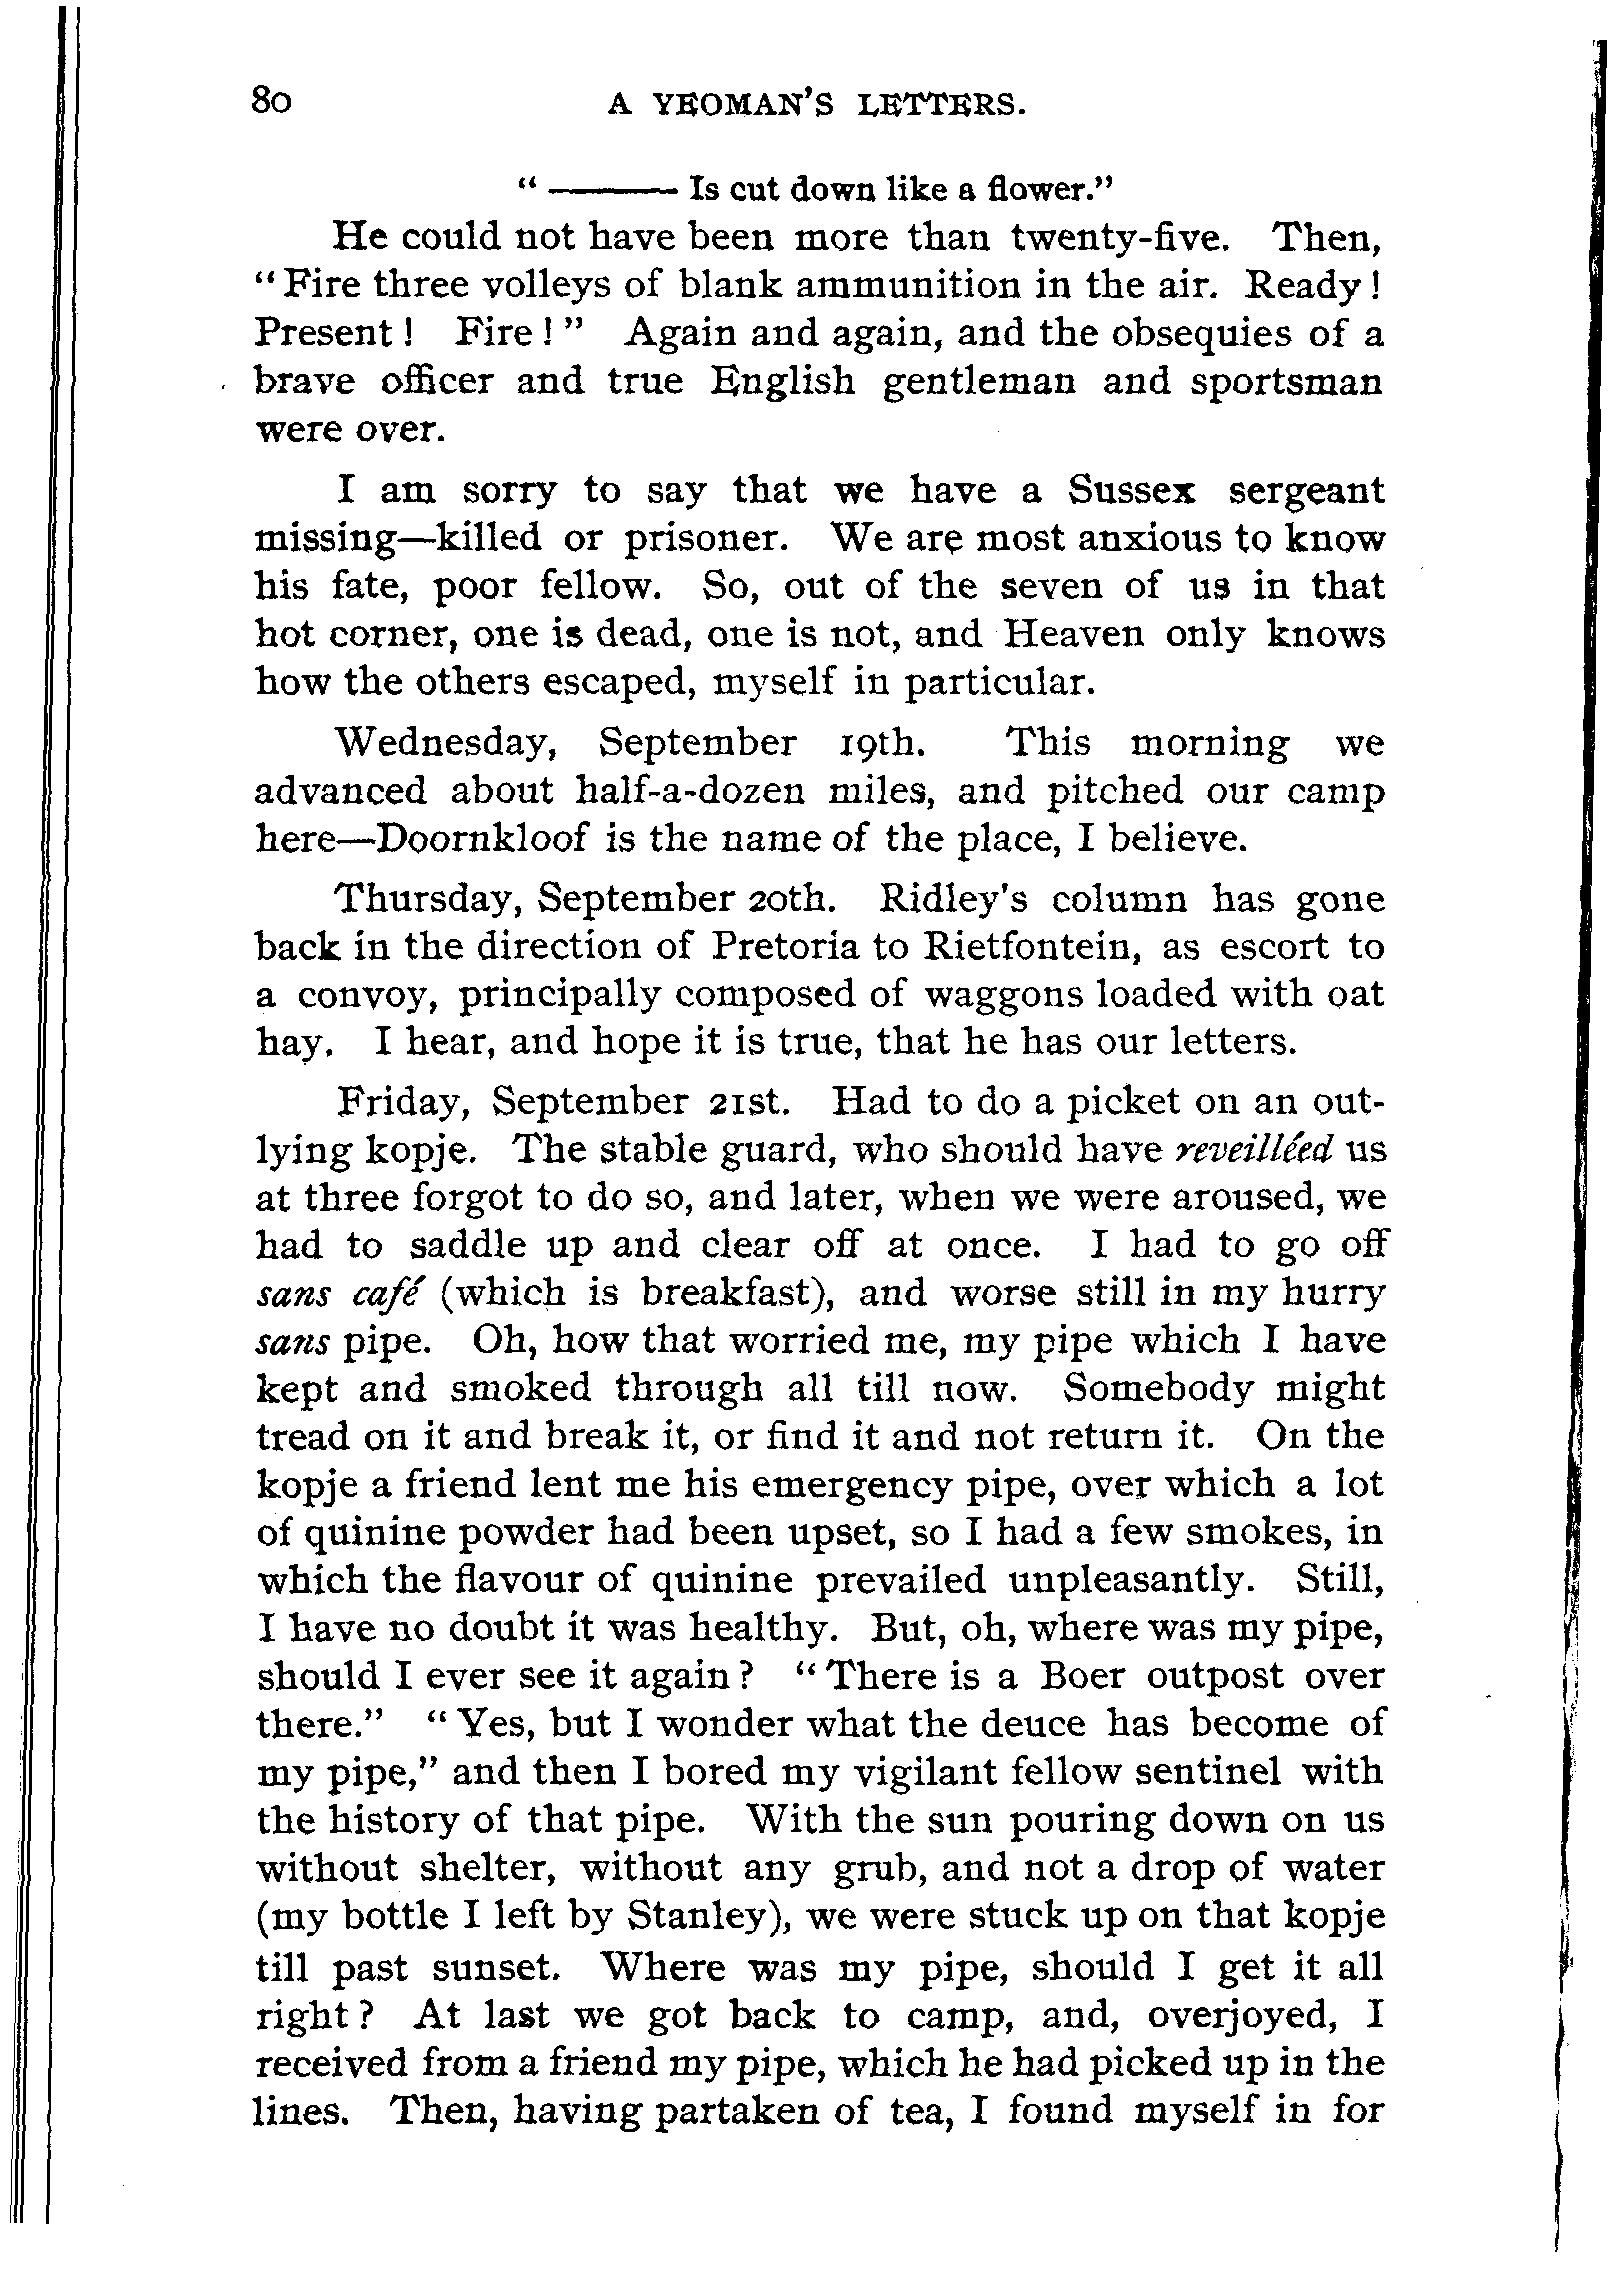 80 A YEOMAN'S LETTERS.
“ ——— Is cut down like a flower.”
He could not have been more than twenty-five. Then,
“Fire three volleys of blank ammunition in the air. Ready!
Present! Fire!” Again and again, and the obsequies of a
brave officer and true English gentleman and sportsman
were over.
I am sorry to say that we have a Sussex sergeant
missing—killed or prisoner. We are most anxious to know
his fate, poor fellow. So, out of the seven of us in that
hot corner, one is dead, one is not, and Heaven only knows
how the others escaped, myself in particular.
Wednesday, September 19th. This morning we
advanced about half-a-dozen miles, and pitched our camp
here—Doornkloof is the name of the place, I believe.
Thursday, September 20th. Ridley's column has gone
back in the direction of Pretoria to Rietfontein, as escort to
a convoy, principally composed of waggons loaded with oat
hay. I hear, and hope it is true, that he has our letters.
Friday, September 21st. Had to do a picket on an out-
lying kopje. The stable guard, who should have reveilléed us
at three forgot to do so, and later, when we were aroused, we
had to saddle up and clear off at once. I had to go off
sans café (which is breakfast), and worse still in my hurry
sans pipe. Oh, how that worried me, my pipe which I have
kept and smoked through all till now. Somebody might
tread on it and break it, or find it and not return it. On the
kopje a friend lent me his emergency pipe, over which a lot
of quinine powder had been upset, so I had a few smokes, in
which the flavour of quinine prevailed unpleasantly. Still,
I have no doubt it was healthy. But, oh, where was my pipe,
should I ever see it again? “There is a Boer outpost over
there.” “Yes, but I wonder what the deuce has become of
my pipe,” and then I bored my vigilant fellow sentinel with
the history of that pipe. With the sun pouring down on us
without shelter, without any grub, and not a drop of water
(my bottle I left by Stanley), we were stuck up on that kopje
till past sunset. Where was my pipe, should I get it all
right? At last we got back to camp, and, overjoyed, I
received from a friend my pipe, which he had picked up in the
lines. Then, having partaken of tea, I found myself in for